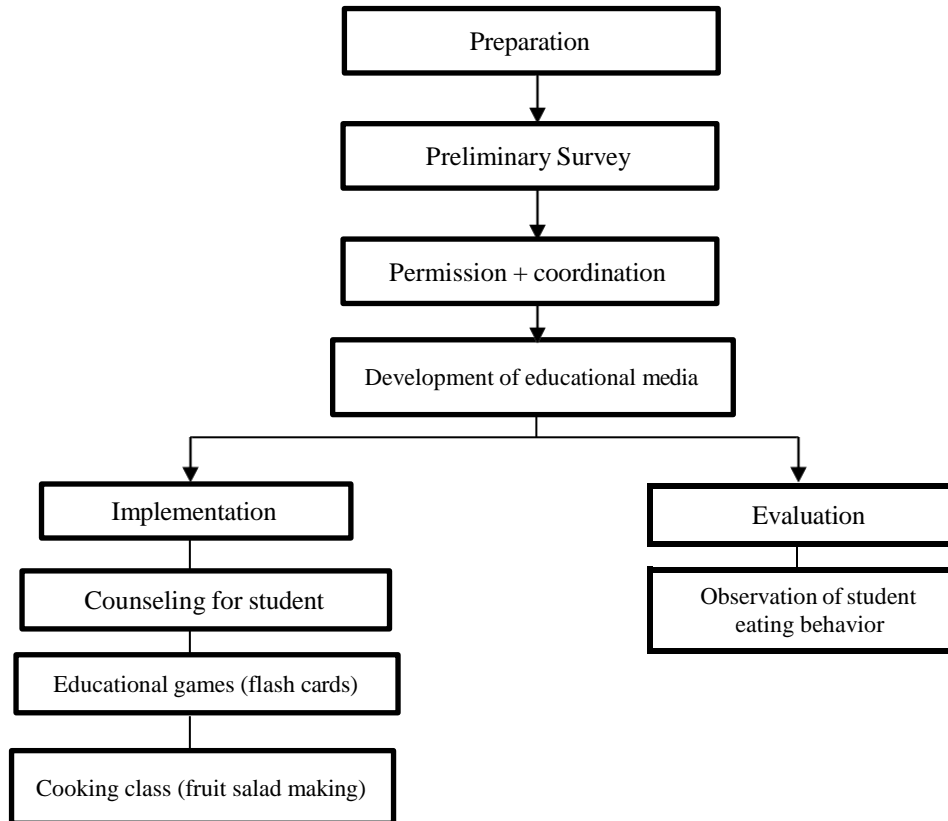 Preparation
Preliminary Survey
Permission + coordination
Development of educational media
Implementation
Evaluation
Counseling for student
Observation of student
eating behavior
Educational games (flash cards)
Cooking class (fruit salad making)